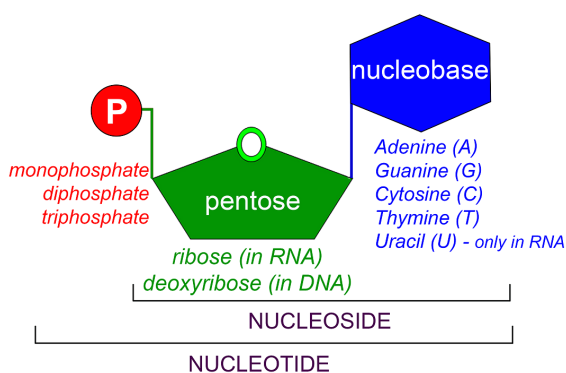 nucleobase
P
monophosphate
diphosphate
triphosphate
pentose
Adenine (A)
Guanine (G)
Cytosine (C)
Thymine (T)
Uracil (U) - only in RNA
ribose (in RNA)
deoxyribose (in DNA)
NUCLEOSIDE
NUCLEOTIDE